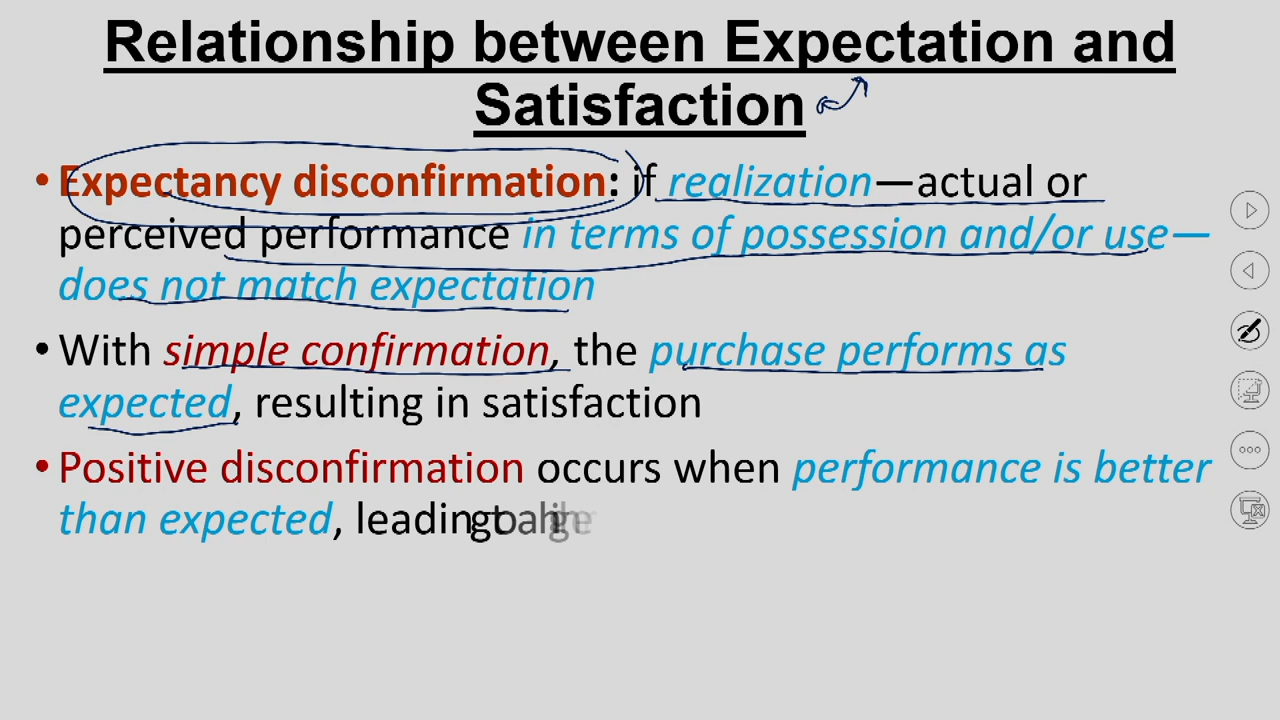 Relationship between Expectation and
Satisfaction
•Expectancy disconfirmation: if realization—actual or
perceived performance in terms of possession and/or use—
does not match expectation
•With simple confirmation, the purchase performs as
expected, resulting in satisfaction
•Positive disconfirmation occurs when performance is better
than expected, leading